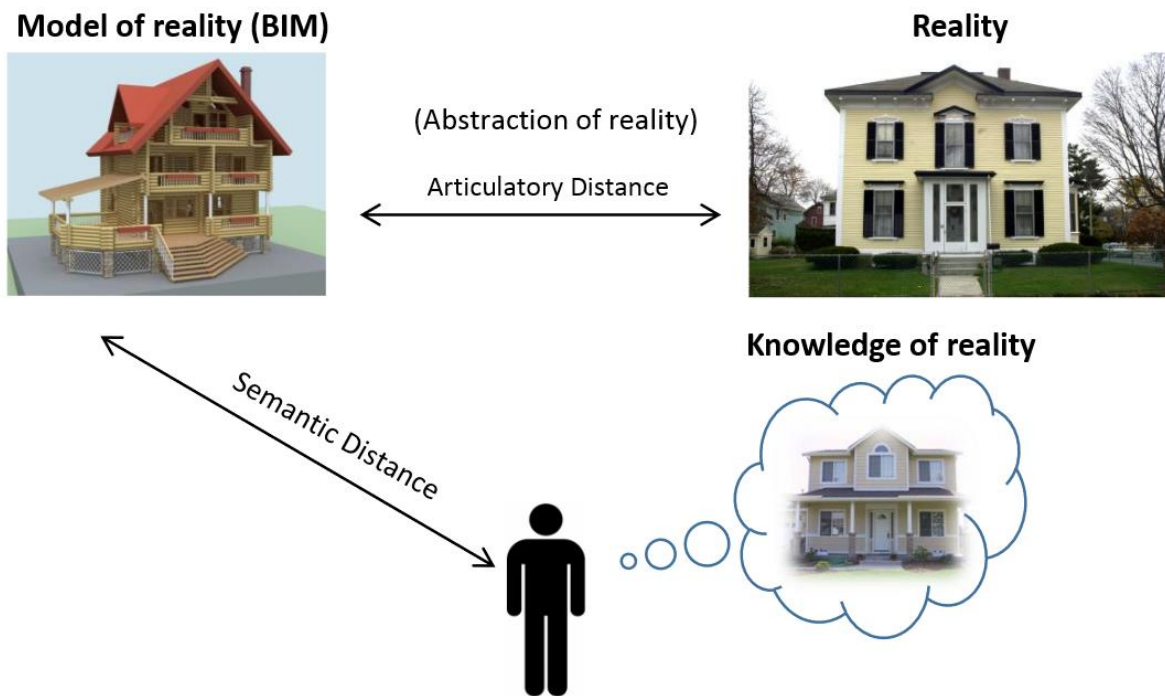 Model of reality (BIM)
Reality
(Abstraction of reality)
Articulatory Distance
Knowledge of reality
Semantic Distance